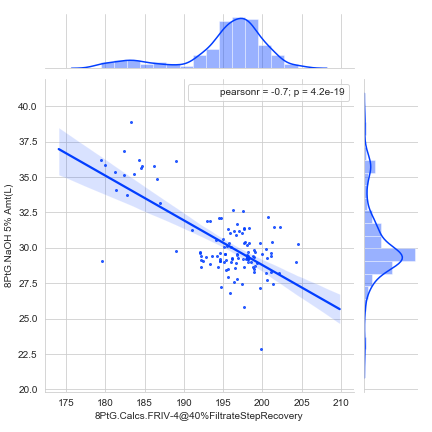 pearsonr = -0.7; p = 4.2e-19
40.0
37.5
35.0
32.5
30.0
27.5
25.0
22.5
20.0
8PtG.NaOH 5% Amt(L)
175 180 185 190 195 200 205 210
8PtG.Calcs.FRIV-4@40%FiltrateStepRecovery